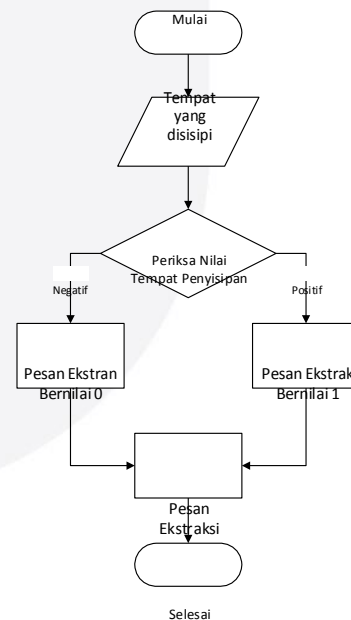 Mulai
Tempat
yang
disisipi
Periksa Nilai
Tempat Penyisipan
Negatif
Positif
Pesan Ekstran
Bernilai 0
Pesan Ekstrak
Bernilai 1
Pesan
Ekstraksi
Selesai